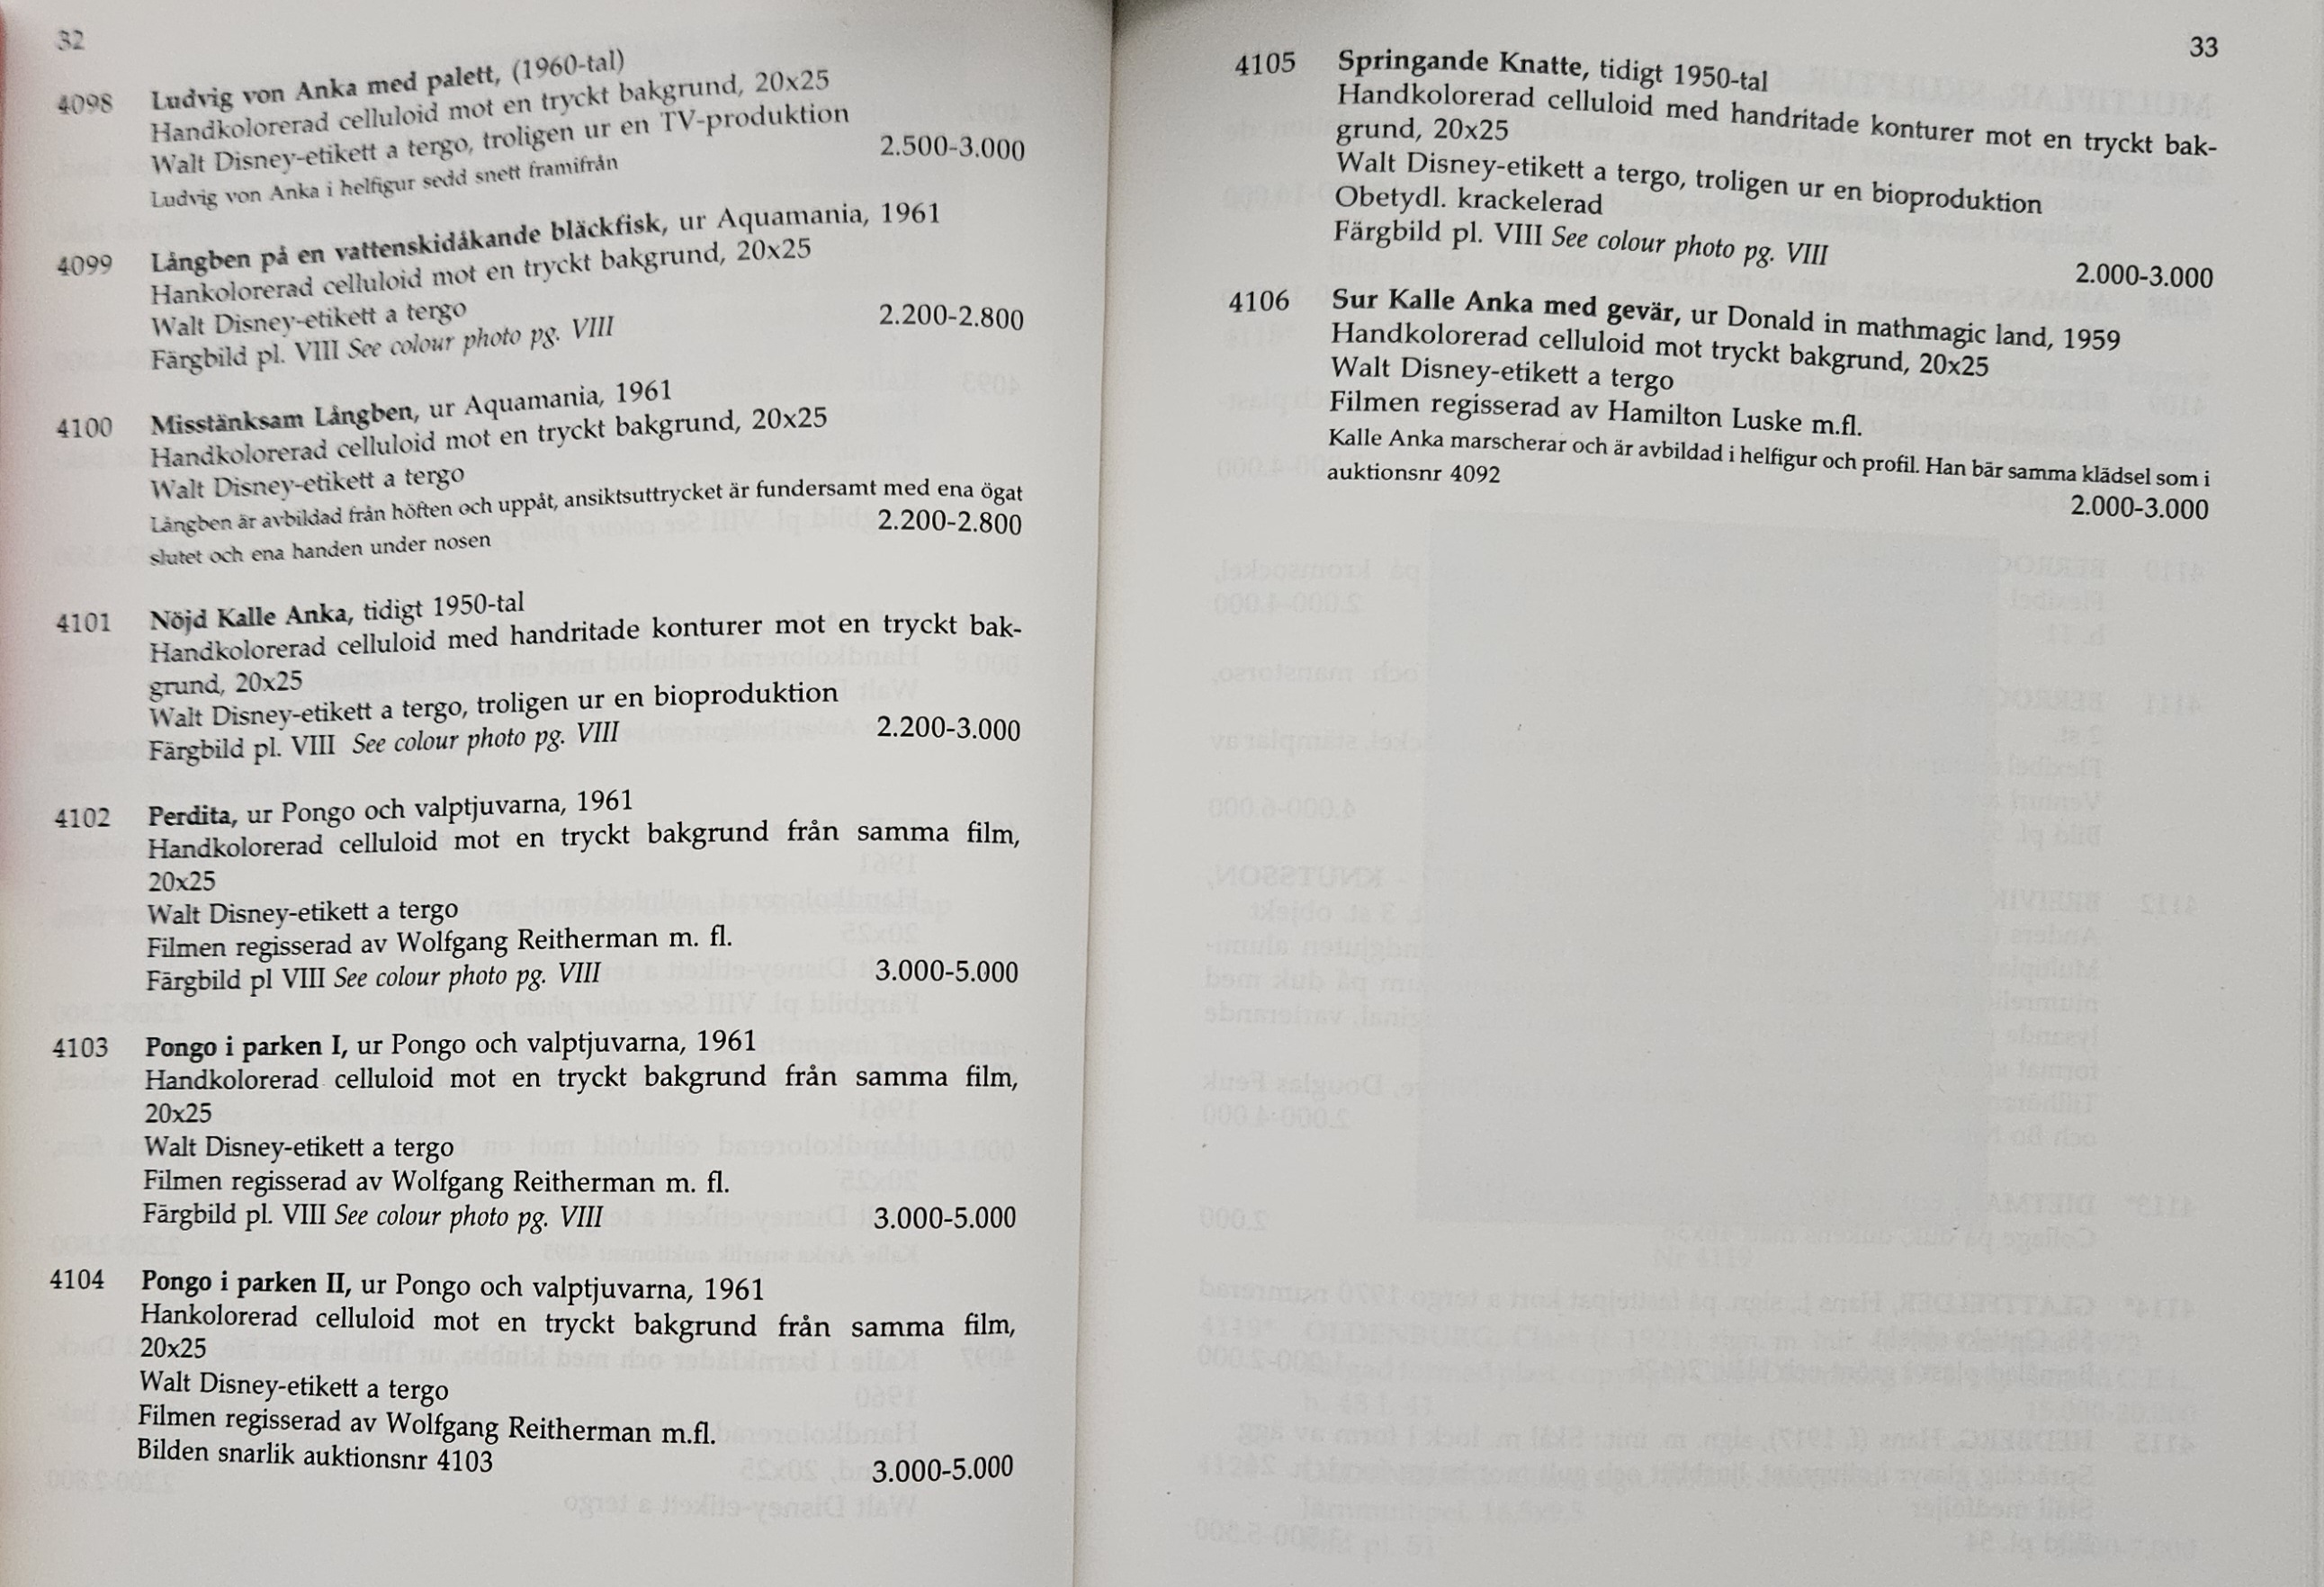 32
4098 Ludvig von Anka med palett, (1960-tal)
Handkolorerad celluloid mot en tryckt bakgrund, 20x25
Walt Disney-etikett a tergo, troligen ur en TV-produktion
Ludvig von Anka i helfigur sedd snett framifrån 2.500-3.000
4099 Långben på en vattenskidåkande bläckfisk, ur Aquamania, 1961
Hankolorerad celluloid mot en tryckt bakgrund, 20x25
Walt Disney-etikett a tergo
Färgbild pl. VIII See colour photo pg. VIII 2.200-2.800
4100 Misstänksam Långben, ur Aquamania, 1961
Handkolorerad celluloid mot en tryckt bakgrund, 20x25
Walt Disney-etikett a tergo
Långben är avbildad från höften och uppåt, ansiktsuttrycket är fundersamt med ena ögat
slutet och ena handen under nosen 2.200-2.800
4101 Nöjd Kalle Anka, tidigt 1950-tal
Handkolorerad celluloid med handritade konturer mot en tryckt bak-
grund, 20x25
Walt Disney-etikett a tergo, troligen ur en bioproduktion
Färgbild pl. VIII See colour photo pg. VIII 2.200-3.000
4102 Perdita, ur Pongo och valptjuvarna, 1961
Handkolorerad celluloid mot en tryckt bakgrund från samma film,
20x25
Walt Disney-etikett a tergo
Filmen regisserad av Wolfgang Reitherman m. fl.
Färgbild pl VIII See colour photo pg. VIII 3.000-5.000
4103 Pongo i parken I, ur Pongo och valptjuvarna, 1961
Handkolorerad celluloid mot en tryckt bakgrund från samma film,
20x25
Walt Disney-etikett a tergo
Filmen regisserad av Wolfgang Reitherman m. fl.
Färgbild pl. VIII See colour photo pg. VIII 3.000-5.000
4104 Pongo i parken II, ur Pongo och valptjuvarna, 1961
Hankolorerad celluloid mot en tryckt bakgrund från samma film,
20x25
Walt Disney-etikett a tergo
Filmen regisserad av Wolfgang Reitherman m.fl.
Bilden snarlik auktionsnr 4103 3.000-5.000
33
4105 Springande Knatte, tidigt 1950-tal
Handkolorerad celluloid med handritade konturer mot en tryckt bak-
grund, 20x25
Walt Disney-etikett a tergo, troligen ur en bioproduktion
Obetydl. krackelerad
Färgbild pl. VIII See colour photo pg. VIII 2.000-3.000
4106 Sur Kalle Anka med gevär, ur Donald in mathmagic land, 1959
Handkolorerad celluloid mot tryckt bakgrund, 20x25
Walt Disney-etikett a tergo
Filmen regisserad av Hamilton Luske m.fl.
Kalle Anka marscherar och är avbildad i helfigur och profil. Han bär samma klädsel som i
auktionsnr 4092 2.000-3.000